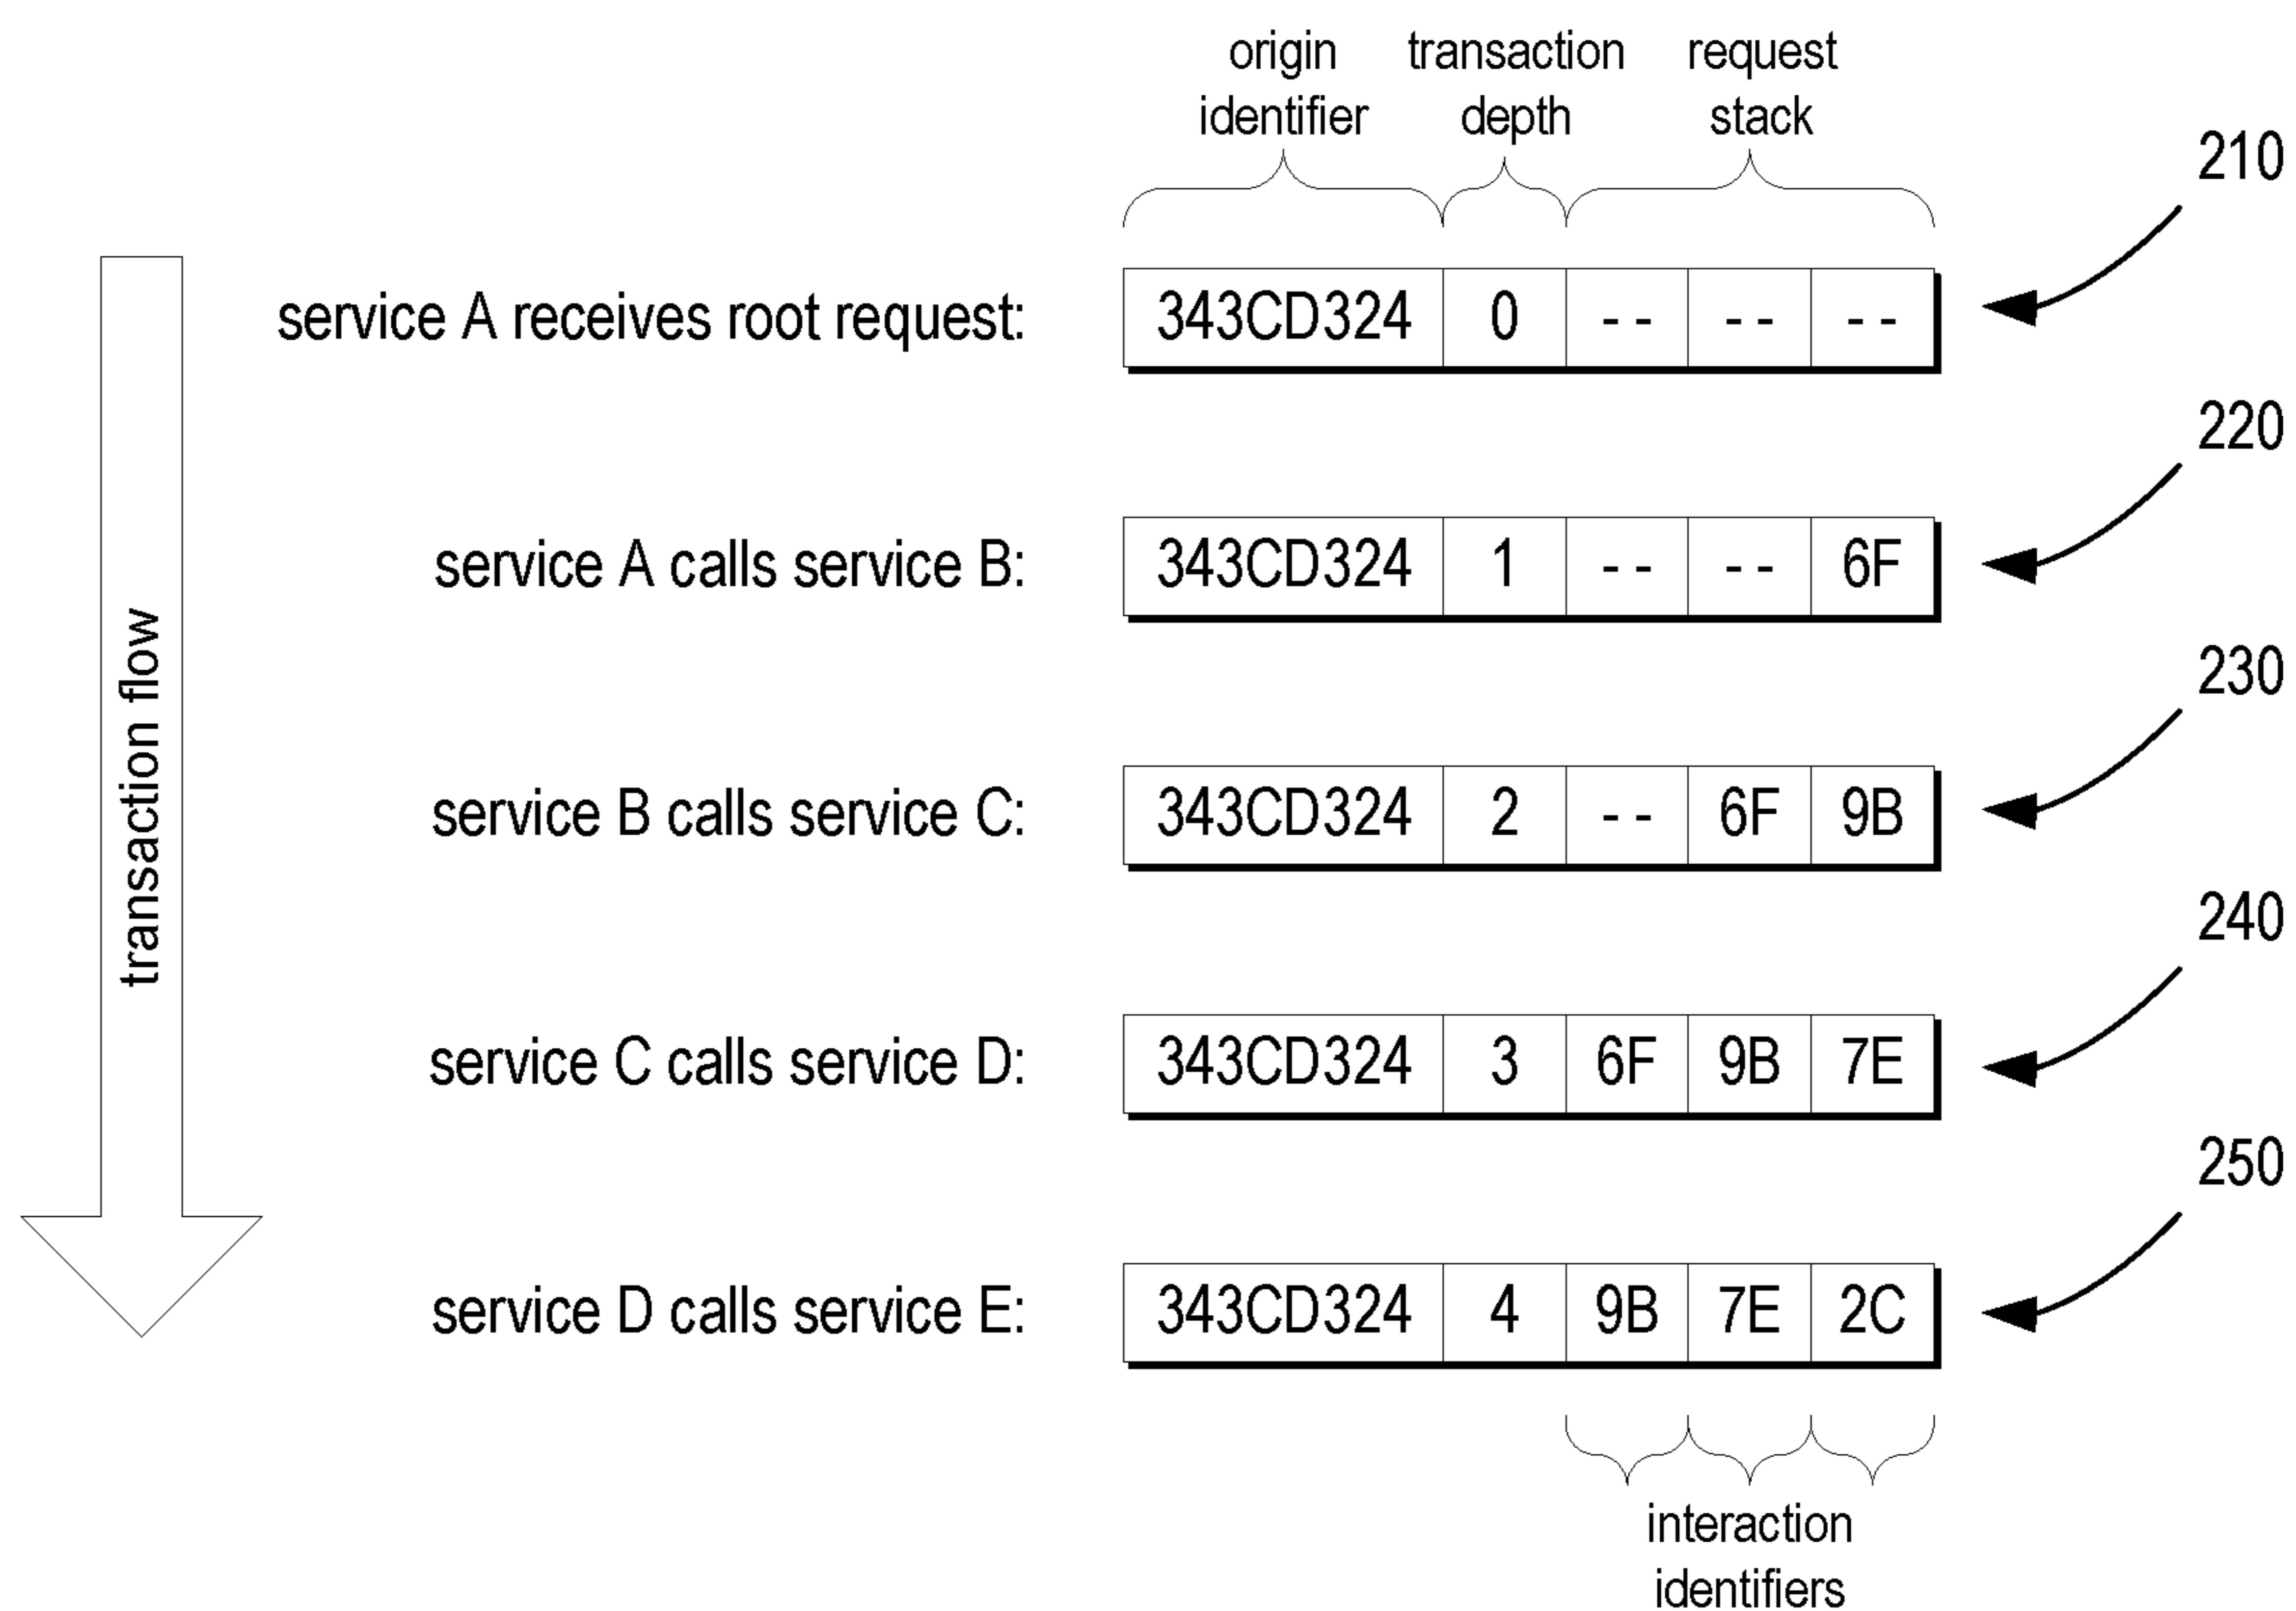 origin transaction request
identifier depth stack
210
service A receives root request: 343CD324 0 -- -- --
220
service A calls service B: 343CD324 1 -- -- 6F
230
service B calls service C: 343CD324 2 -- 6F 9B
240
service C calls service D: 343CD324 3 6F 9B 7E
250
service D calls service E: 343CD324 4 9B 7E 2C
interaction
identifiers
transaction flow